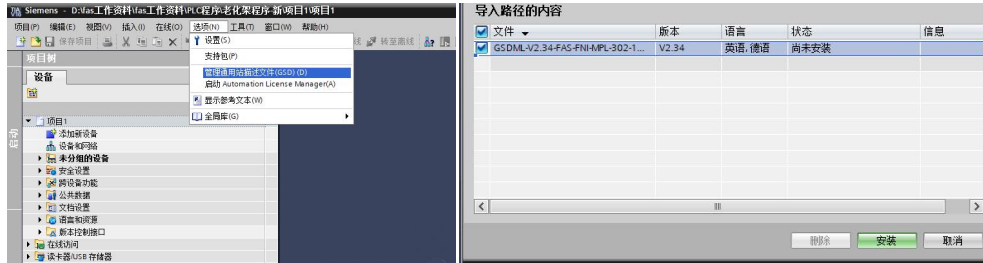 Siemens - D:\fas工作资料\fas工作资料\PLC程序\老化架程序\新项目1\项目1
项目(P) 编辑(E) 视图(V) 插入(I) 在线(O) 选项(N) 工具(T) 窗口(W) 帮助(H)
保存项目
转至离线
设置(S)
支持包(P)
管理通用站描述文件(GSD) (D)
启动 Automation License Manager(A)
显示参考文本(W)
全局库(G)
项目树
设备
启动
项目1
添加新设备
设备和网络
未分组的设备
安全设置
跨设备功能
公共数据
文档设置
语言和资源
版本控制接口
在线访问
读卡器/USB 存储器
导入路径的内容
文件 版本 语言 状态 信息
GSDML-V2.34-FAS-FNI-MPL-302-1... V2.34 英语, 德语 尚未安装
删除 安装 取消